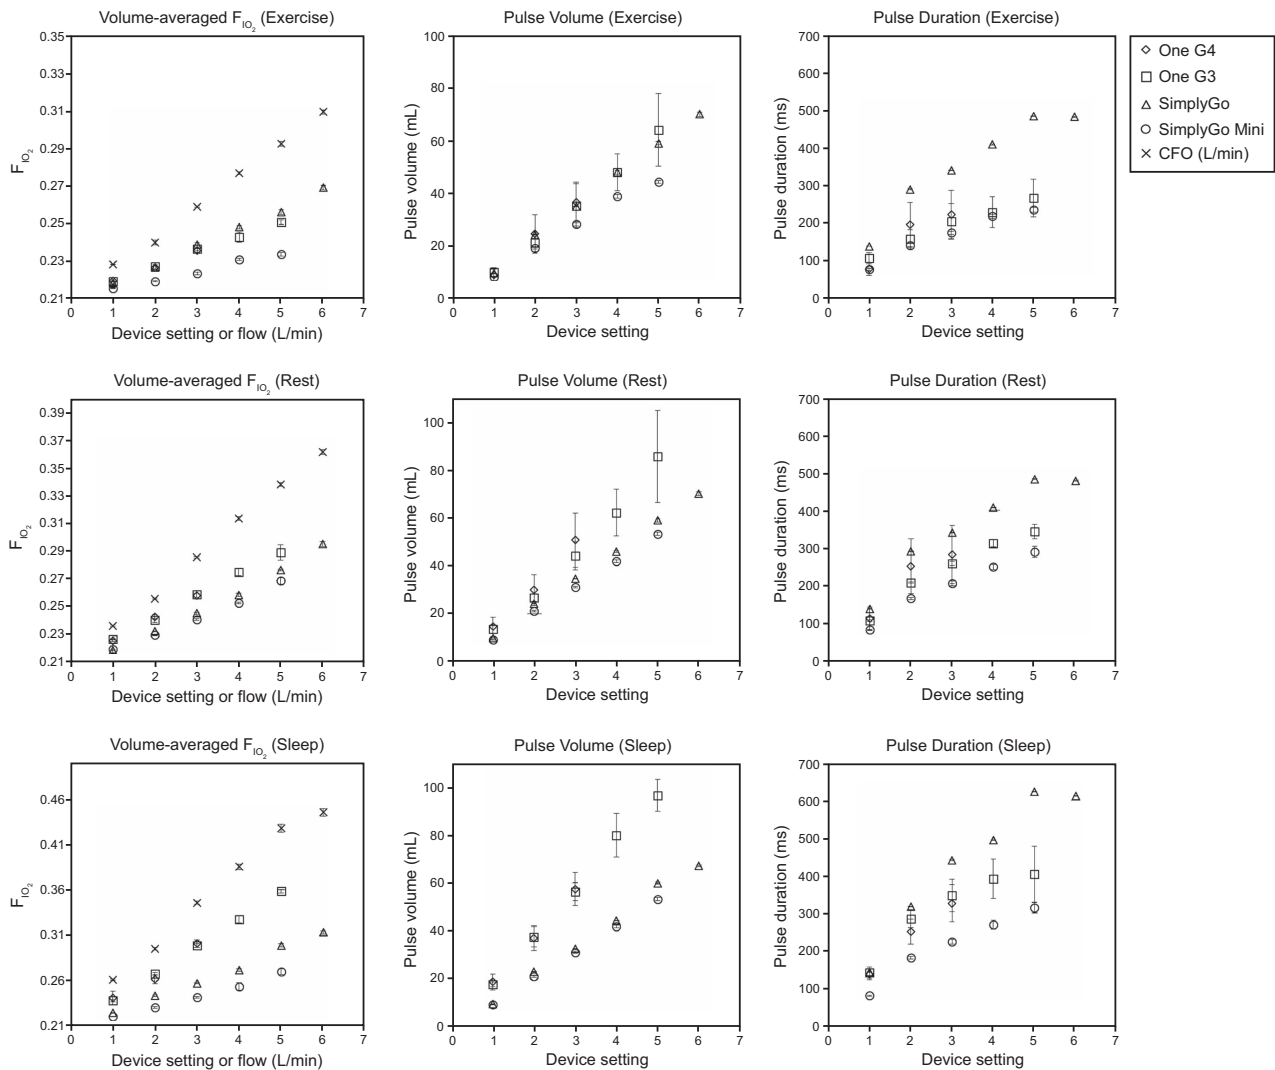 Volume-averaged FIO2 (Exercise)
0.35
0.33
0.31
0.29
0.27
0.25
0.23
0.21
FIO2
0 1 2 3 4 5 6 7
Device setting or flow (L/min)
Pulse Volume (Exercise)
100
80
60
40
20
0
Pulse volume (mL)
0 1 2 3 4 5 6 7
Device setting
Pulse Duration (Exercise)
700
600
500
400
300
200
100
0
Pulse duration (ms)
0 1 2 3 4 5 6 7
Device setting
One G4
One G3
SimplyGo
SimplyGo Mini
CFO (L/min)
Volume-averaged FIO2 (Rest)
0.39
0.37
0.35
0.33
0.31
0.29
0.27
0.25
0.23
0.21
FIO2
0 1 2 3 4 5 6 7
Device setting or flow (L/min)
Pulse Volume (Rest)
100
80
60
40
20
0
Pulse volume (mL)
0 1 2 3 4 5 6 7
Device setting
Pulse Duration (Rest)
700
600
500
400
300
200
100
0
Pulse duration (ms)
0 1 2 3 4 5 6 7
Device setting
Volume-averaged FIO2 (Sleep)
0.46
0.41
0.36
0.31
0.26
0.21
FIO2
0 1 2 3 4 5 6 7
Device setting or flow (L/min)
Pulse Volume (Sleep)
100
80
60
40
20
0
Pulse volume (mL)
0 1 2 3 4 5 6 7
Device setting
Pulse Duration (Sleep)
700
600
500
400
300
200
100
0
Pulse duration (ms)
0 1 2 3 4 5 6 7
Device setting